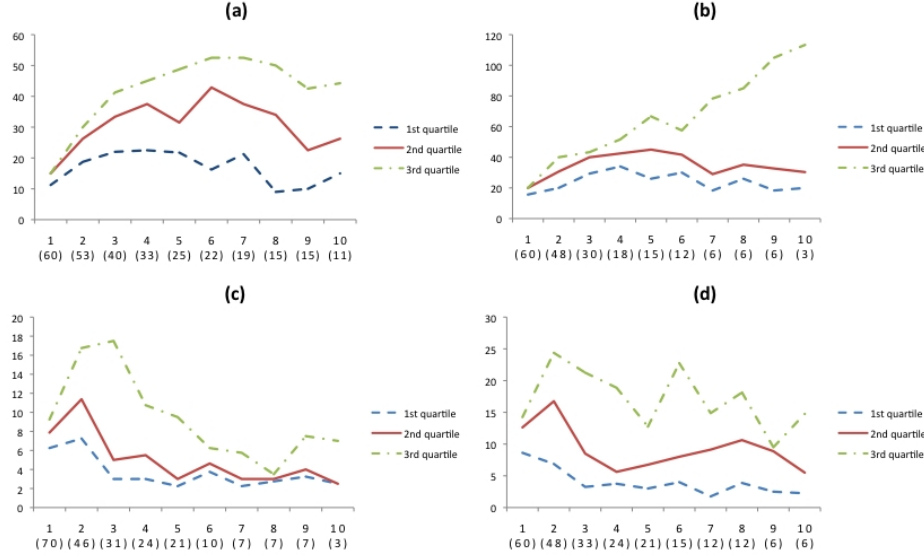 (a)
60
50
40
30
20
10
0
1 2 3 4 5 6 7 8 9 10
(60) (53) (40) (33) (25) (22) (19) (15) (15) (11)
1st quartile
2nd quartile
3rd quartile
(b)
120
100
80
60
40
20
0
1 2 3 4 5 6 7 8 9 10
(60) (48) (30) (18) (15) (12) (6) (6) (6) (3)
1st quartile
2nd quartile
3rd quartile
(c)
20
18
16
14
12
10
8
6
4
2
0
1 2 3 4 5 6 7 8 9 10
(70) (46) (31) (24) (21) (10) (7) (7) (7) (3)
1st quartile
2nd quartile
3rd quartile
(d)
30
25
20
15
10
5
0
1 2 3 4 5 6 7 8 9 10
(60) (48) (33) (24) (21) (15) (12) (12) (6) (6)
1st quartile
2nd quartile
3rd quartile